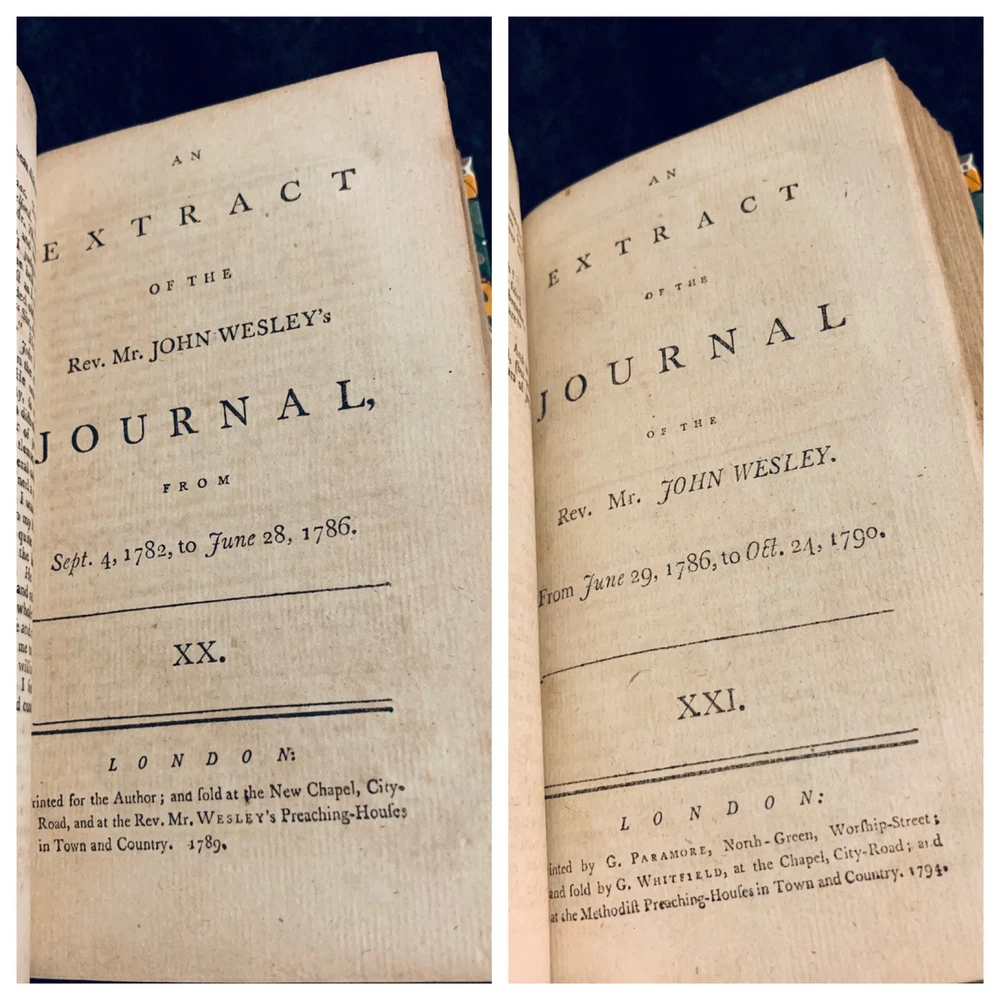 AN
EXTRACT
OF THE
Rev. Mr. JOHN WESLEY's
JOURNAL,
FROM
Sept. 4, 1782, to June 28, 1786.
XX.
LONDON:
rinted for the Author; and ſold at the New Chapel, City-
Road, and at the Rev. Mr. WESLEY's Preaching-Houſes
in Town and Country. 1789.
AN
EXTRACT
OF THE
JOURNAL
OF THE
Rev. Mr. JOHN WESLEY.
From June 29, 1786, to Oct. 24, 1790.
XXI.
LONDON:
inted by G. PARAMORE, North-Green, Worſhip-Street;
and ſold by G. WHITFIELD, at the Chapel, City-Road; and
at the Methodiſt Preaching-Houſes in Town and Country. 1794.